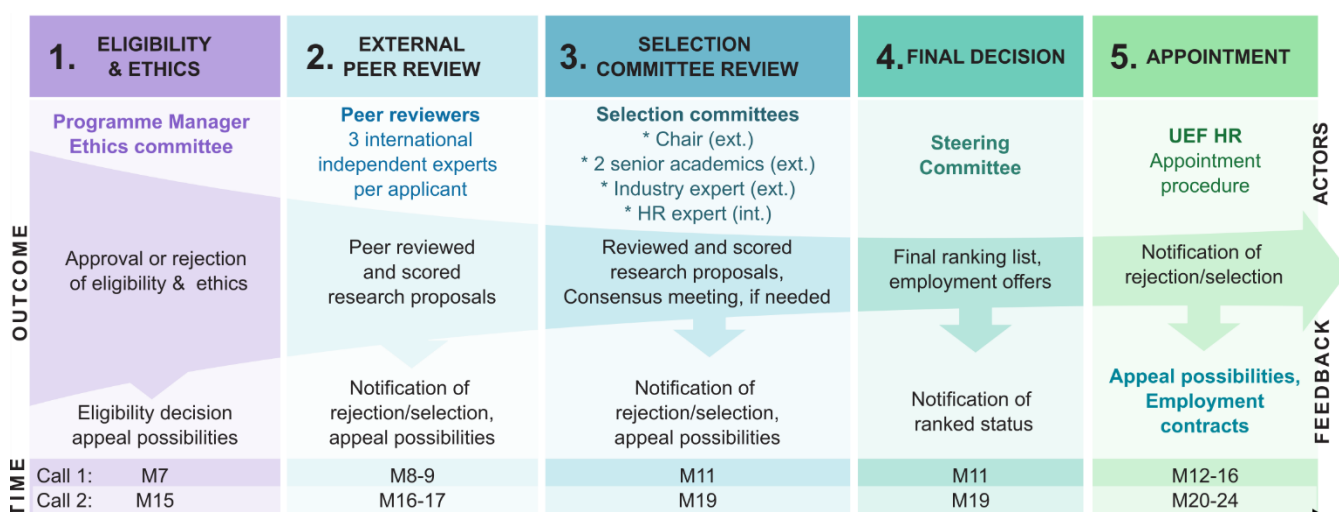 1. ELIGIBILITY
& ETHICS
2. EXTERNAL
PEER REVIEW
3. SELECTION
COMMITTEE REVIEW
4. FINAL DECISION
5. APPOINTMENT
ACTORS
Programme Manager
Ethics committee
Peer reviewers
3 international
independent experts
per applicant
Selection committees
* Chair (ext.)
* 2 senior academics (ext.)
* Industry expert (ext.)
* HR expert (int.)
Steering
Committee
UEF HR
Appointment
procedure
OUTCOME
Approval or rejection
of eligibility & ethics
Peer reviewed
and scored
research proposals
Reviewed and scored
research proposals,
Consensus meeting, if needed
Final ranking list,
employment offers
Notification of
rejection/selection
FEEDBACK
Eligibility decision
appeal possibilities
Notification of
rejection/selection,
appeal possibilities
Notification of
rejection/selection,
appeal possibilities
Notification of
ranked status
Appeal possibilities,
Employment
contracts
TIME
Call 1: M7 M8-9 M11 M11 M12-16
Call 2: M15 M16-17 M19 M19 M20-24